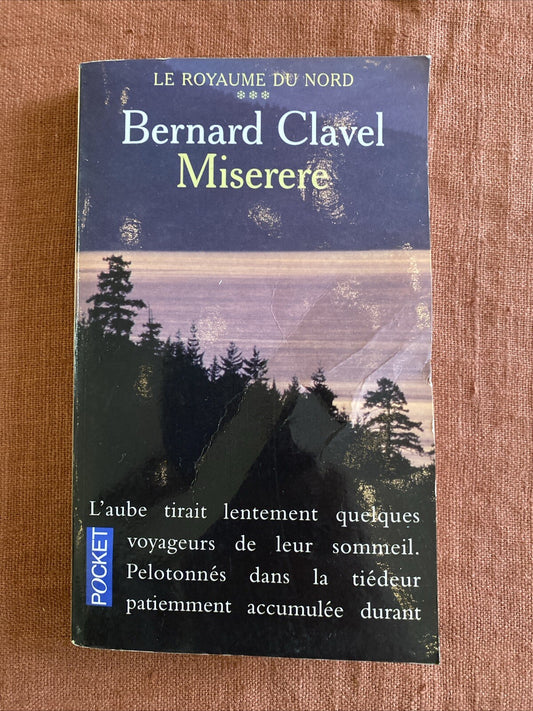 LE ROYAUME DU NORD
***
Bernard Clavel
Miserere
L'aube tirait lentement quelques
voyageurs de leur sommeil.
Pelotonnés dans la tiédeur
patiemment accumulée durant
POCKET